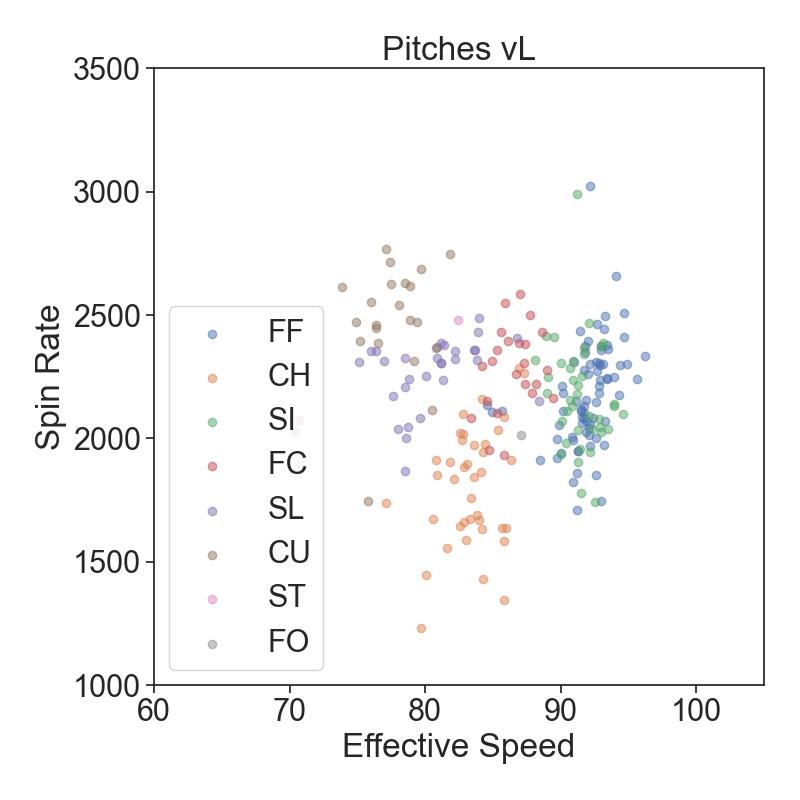 Pitches vL
3500
3000
2500
2000
1500
1000
Spin Rate
FF
CH
SI
FC
SL
CU
ST
FO
60 70 80 90 100
Effective Speed